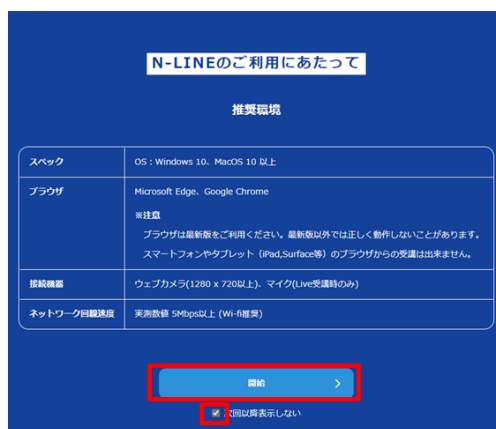 N-LINEのご利用にあたって
推奨環境
スペック OS：Windows 10、MacOS 10 以上
ブラウザ Microsoft Edge、Google Chrome
※注意
ブラウザは最新版をご利用ください。最新版以外では正しく動作しないことがあります。
スマートフォンやタブレット（iPad,Surface等）のブラウザからの受講は出来ません。
接続機器 ウェブカメラ(1280 x 720以上)、マイク(Live受講時のみ)
ネットワーク回線速度 実測数値 5Mbps以上 (Wi-fi推奨)
開始
次回以降表示しない